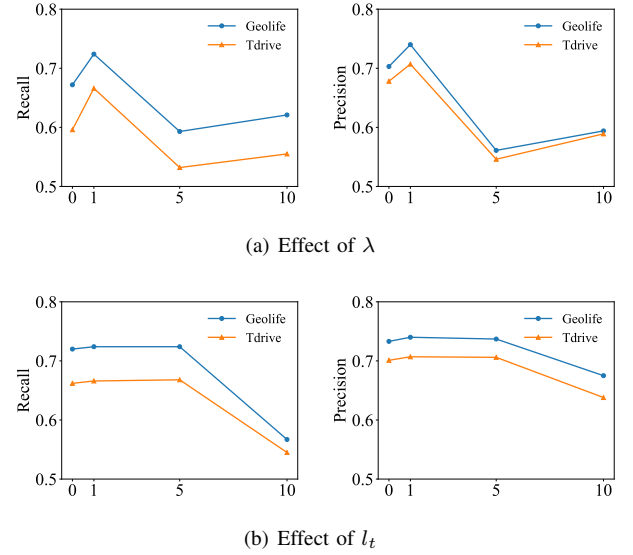 0.8
0.7
0.6
0.5
Recall
Geolife
Tdrive
0 1 5 10
0.8
0.7
0.6
0.5
Precision
Geolife
Tdrive
0 1 5 10
(a) Effect of λ
0.8
0.7
0.6
0.5
Recall
Geolife
Tdrive
0 1 5 10
0.8
0.7
0.6
0.5
Precision
Geolife
Tdrive
0 1 5 10
(b) Effect of l_t